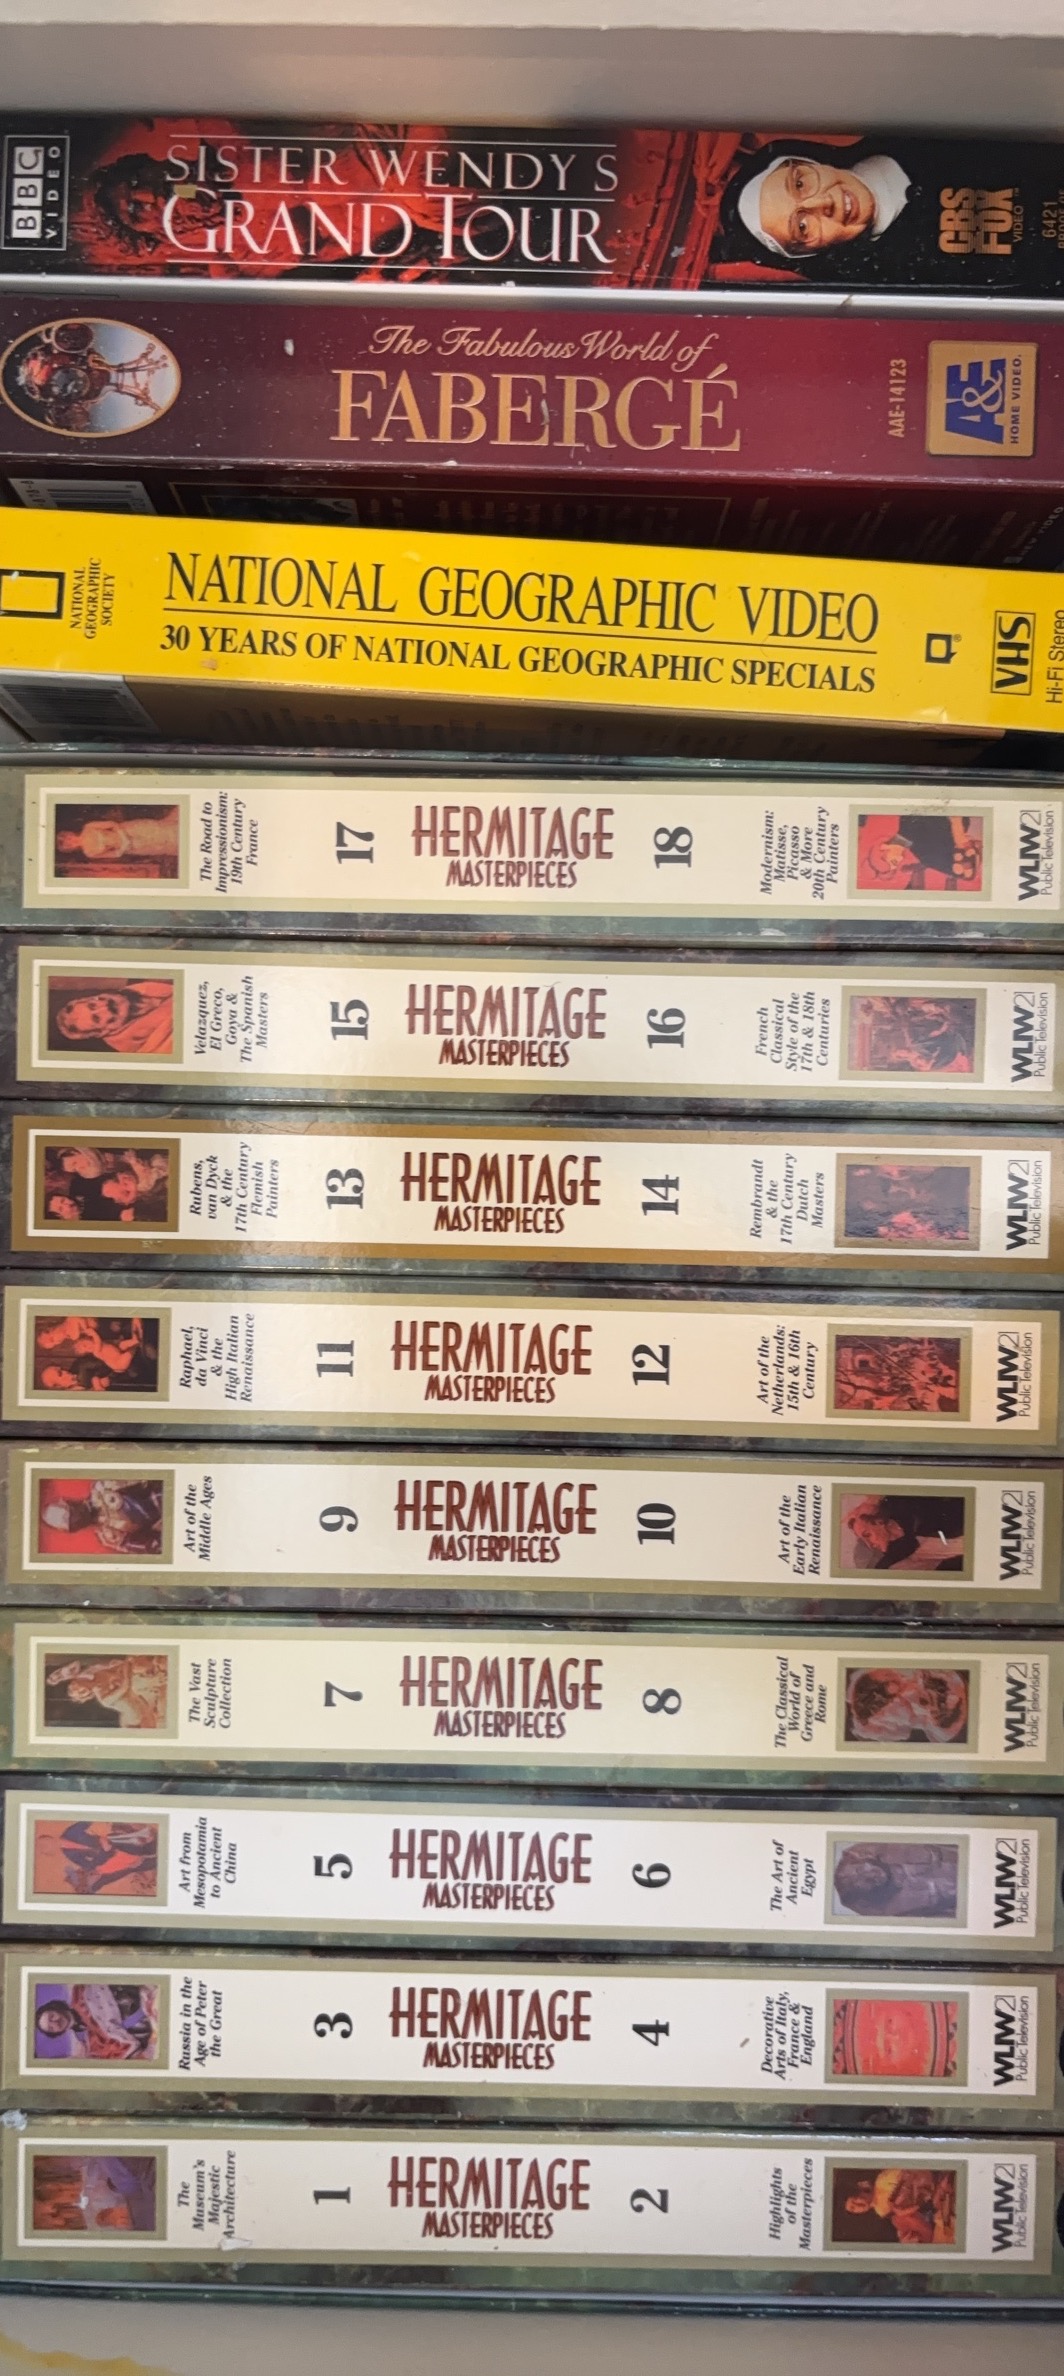 BBC
VIDEO
SISTER WENDY'S
GRAND TOUR
CBS
FOX
VIDEO
6421
The Fabulous World of
FABERGÉ
AAE-14123
A&E
HOME VIDEO.
NATIONAL
GEOGRAPHIC
SOCIETY
NATIONAL GEOGRAPHIC VIDEO
30 YEARS OF NATIONAL GEOGRAPHIC SPECIALS
VHS
Hi-Fi Stereo
The Road to
Impressionism:
19th Century
France
17
HERMITAGE
MASTERPIECES
18
Modernism:
Matisse,
Picasso
& More
20th Century
Painters
WLIW21
Public Television
Velazquez,
El Greco,
Goya &
The Spanish
Masters
15
HERMITAGE
MASTERPIECES
16
French
Classical
Style of the
17th & 18th
Centuries
WLIW21
Public Television
Rubens,
van Dyck
& the
17th Century
Flemish
Painters
13
HERMITAGE
MASTERPIECES
14
Rembrandt
& the
17th Century
Dutch
Masters
WLIW21
Public Television
Raphael,
da Vinci
& the
High Italian
Renaissance
11
HERMITAGE
MASTERPIECES
12
Art of the
Netherlands:
15th & 16th
Century
WLIW21
Public Television
Art of the
Middle Ages
9
HERMITAGE
MASTERPIECES
10
Art of the
Early Italian
Renaissance
WLIW21
Public Television
The Vast
Sculpture
Collection
7
HERMITAGE
MASTERPIECES
8
The Classical
World of
Greece and
Rome
WLIW21
Public Television
Art from
Mesopotamia
to Ancient
China
5
HERMITAGE
MASTERPIECES
6
The Art of
Ancient
Egypt
WLIW21
Public Television
Russia in the
Age of Peter
the Great
3
HERMITAGE
MASTERPIECES
4
Decorative
Arts of Italy,
France &
England
WLIW21
Public Television
The
Museum's
Majestic
Architecture
1
HERMITAGE
MASTERPIECES
2
Highlights
of the
Masterpieces
WLIW21
Public Television